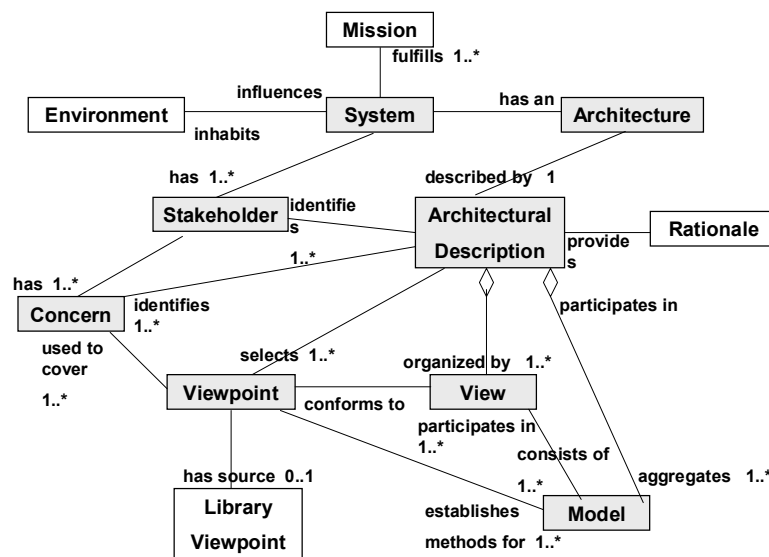 Mission
fulfills 1..*
influences
has an
Environment
System
Architecture
inhabits
has 1..*
described by 1
Stakeholder
identifie
s
Architectural
Description
provide
s
Rationale
1..*
has 1..*
identifies
1..*
participates in
Concern
used to
cover
1..*
selects 1..*
organized by 1..*
Viewpoint
conforms to
View
participates in
1..*
consists of
has source 0..1
1..*
aggregates 1..*
Library
Viewpoint
establishes
methods for 1..*
Model